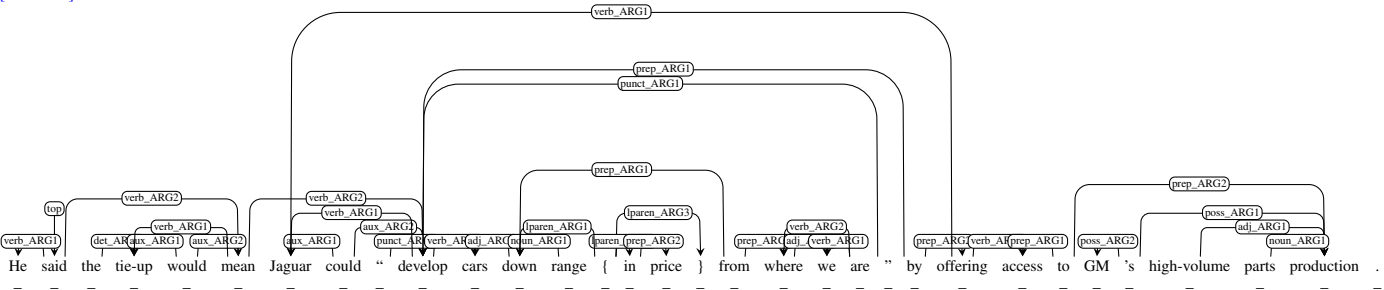 verb_ARG1
prep_ARG1
punct_ARG1
prep_ARG1
verb_ARG2 verb_ARG2 prep_ARG2
top verb_ARG1 lparen_ARG3 poss_ARG1
verb_ARG1 aux_ARG2 lparen_ARG1 verb_ARG2 adj_ARG1
verb_ARG1 aux_ARG1 aux_ARG2 aux_ARG1 noun_ARG1 prep_ARG2 verb_ARG1 prep_ARG1 poss_ARG2 noun_ARG1
He said the tie-up would mean Jaguar could “ develop cars down range { in price } from where we are ” by offering access to GM 's high-volume parts production .
_ _ _ _ _ _ _ _ _ _ _ _ _ _ _ _ _ _ _ _ _ _ _ _ _ _ _ _ _ _ _ _ _